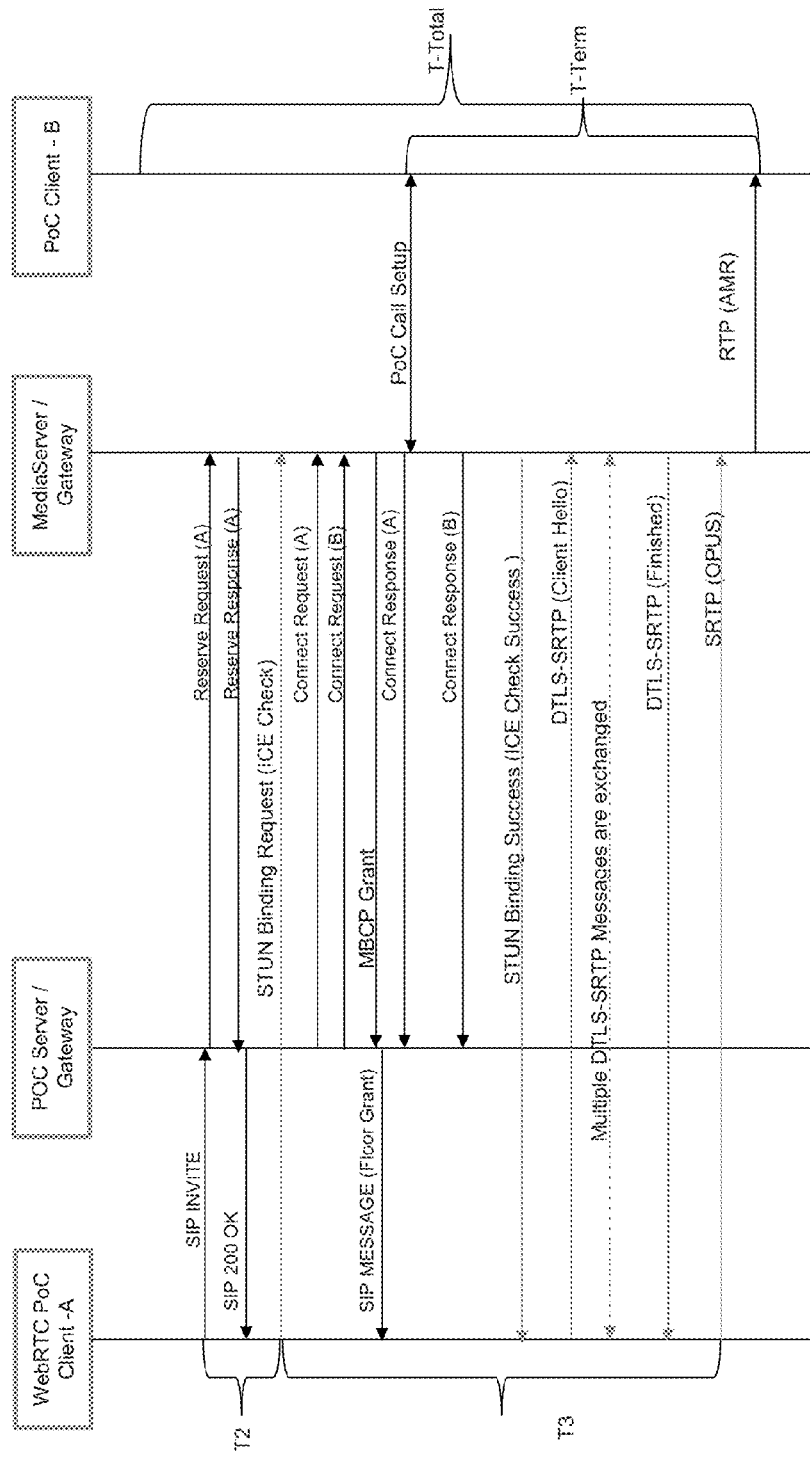 WebRTC PoC
Client -A
POC Server /
Gateway
MediaServer /
Gateway
PoC Client - B
SIP INVITE
Reserve Request (A)
Reserve Response (A)
SIP 200 OK
STUN Binding Request (ICE Check)
T2
Connect Request (A)
Connect Request (B)
MBCP Grant
SIP MESSAGE (Floor Grant)
Connect Response (A)
PoC Call Setup
Connect Response (B)
T-Total
STUN Binding Success (ICE Check Success )
DTLS-SRTP (Client Hello)
T3
T-Term
Multiple DTLS-SRTP Messages are exchanged
DTLS-SRTP (Finished)
SRTP (OPUS)
RTP (AMR)